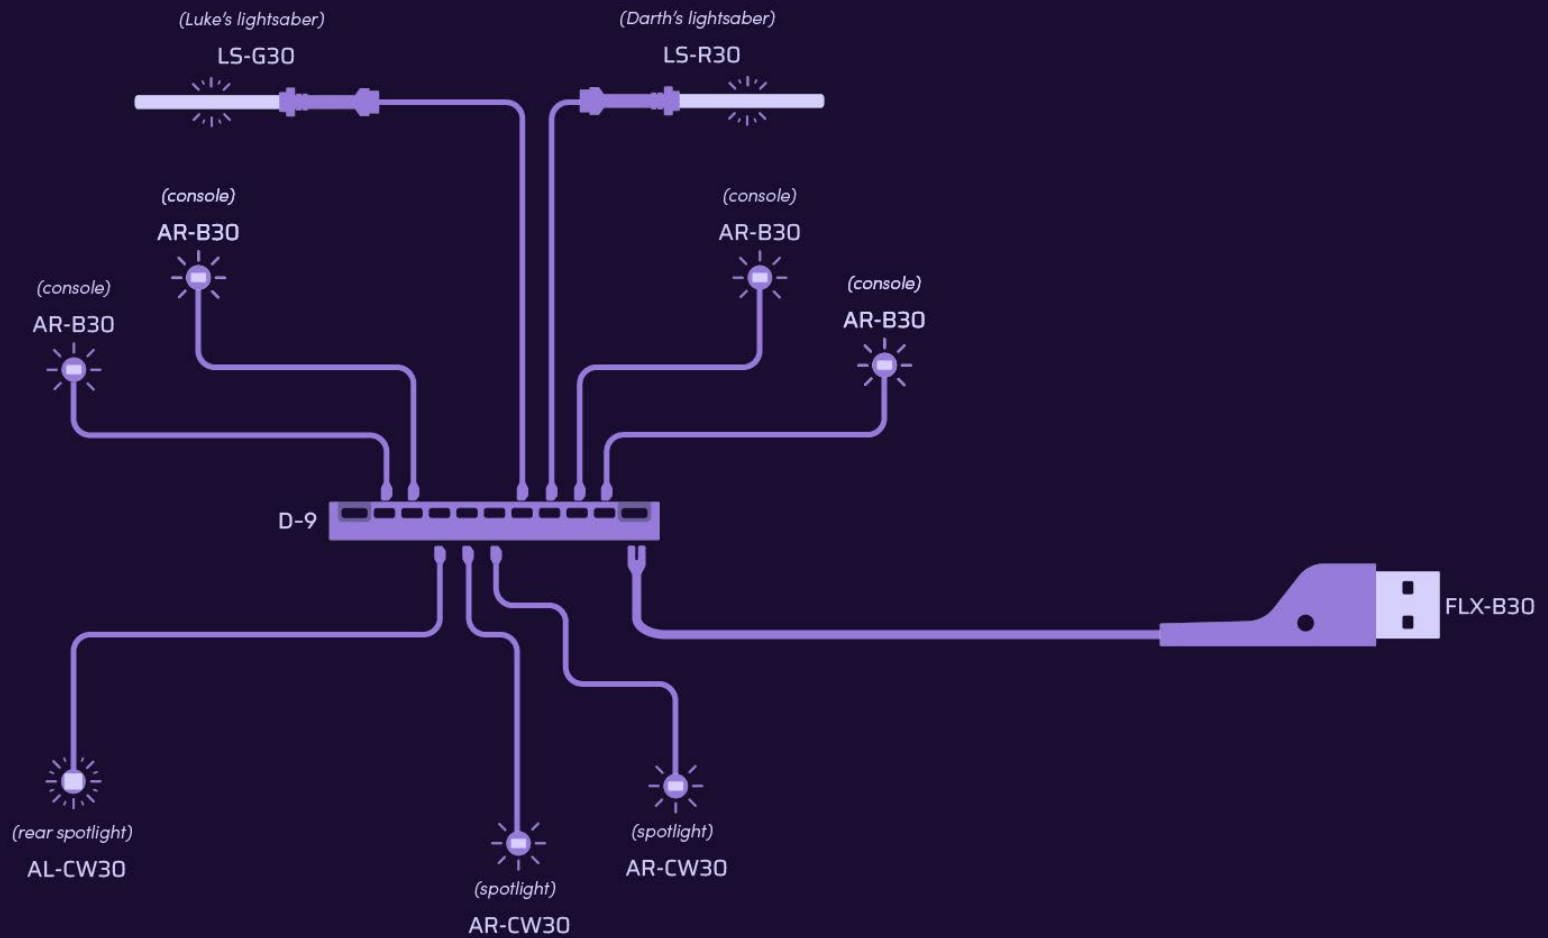 (Luke's lightsaber)
LS-G30
(Darth's lightsaber)
LS-R30
(console)
AR-B30
(console)
AR-B30
(console)
AR-B30
(console)
AR-B30
D-9
FLX-B30
(rear spotlight)
AL-CW30
(spotlight)
AR-CW30
(spotlight)
AR-CW30